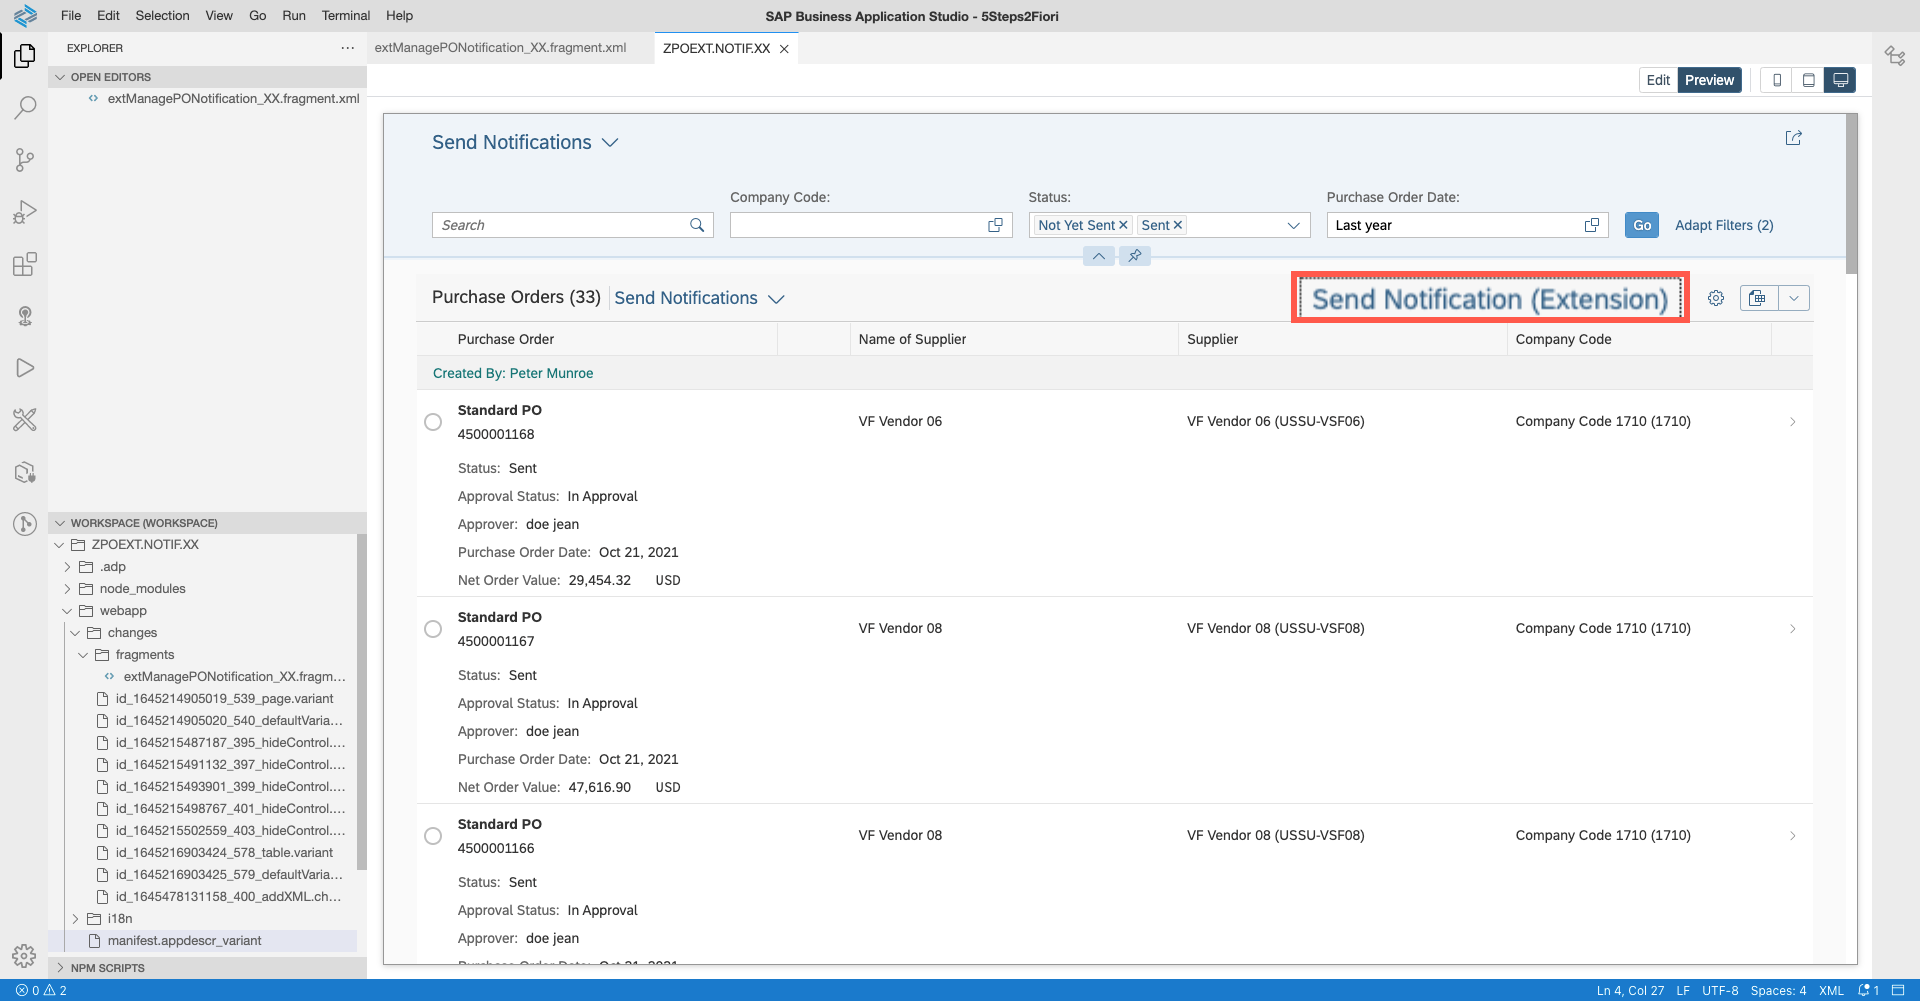 File Edit Selection View Go Run Terminal Help
SAP Business Application Studio - 5Steps2Fiori
EXPLORER
OPEN EDITORS
extManagePONotification_XX.fragment.xml
extManagePONotification_XX.fragment.xml
ZPOEXT.NOTIF.XX
Edit Preview
Send Notifications
Search
Company Code:
Status:
Not Yet Sent Sent
Purchase Order Date:
Last year
Go
Adapt Filters (2)
Purchase Orders (33) Send Notifications
Send Notification (Extension)
Purchase Order Name of Supplier Supplier Company Code
Created By: Peter Munroe
Standard PO
4500001168
VF Vendor 06 VF Vendor 06 (USSU-VSF06) Company Code 1710 (1710)
Status: Sent
Approval Status: In Approval
Approver: doe jean
Purchase Order Date: Oct 21, 2021
Net Order Value: 29,454.32 USD
Standard PO
4500001167
VF Vendor 08 VF Vendor 08 (USSU-VSF08) Company Code 1710 (1710)
Status: Sent
Approval Status: In Approval
Approver: doe jean
Purchase Order Date: Oct 21, 2021
Net Order Value: 47,616.90 USD
Standard PO
4500001166
VF Vendor 08 VF Vendor 08 (USSU-VSF08) Company Code 1710 (1710)
Status: Sent
Approval Status: In Approval
Approver: doe jean
Purchase Order Date: Oct 21, 2021
WORKSPACE (WORKSPACE)
ZPOEXT.NOTIF.XX
.adp
node_modules
webapp
changes
fragments
extManagePONotification_XX.fragm...
id_1645214905019_539_page.variant
id_1645214905020_540_defaultVaria...
id_1645215487187_395_hideControl....
id_1645215491132_397_hideControl....
id_1645215493901_399_hideControl....
id_1645215498767_401_hideControl....
id_1645215502559_403_hideControl....
id_1645216903424_578_table.variant
id_1645216903425_579_defaultVaria...
id_1645478131158_400_addXML.ch...
i18n
manifest.appdescr_variant
NPM SCRIPTS
0 2
Ln 4, Col 27 LF UTF-8 Spaces: 4 XML 1